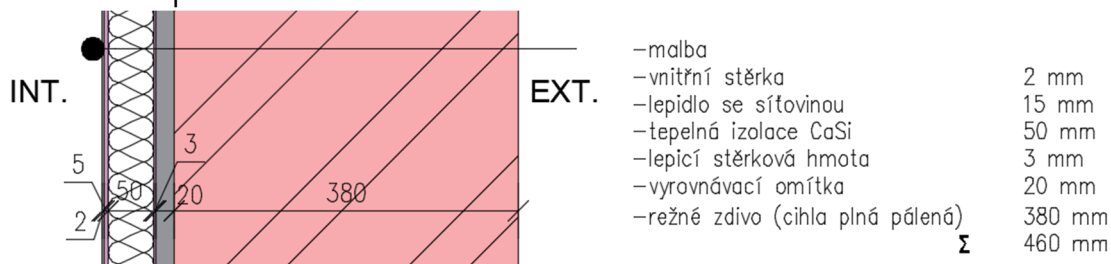 INT.
EXT.
5
2
50
3
20
380
-malba
-vnitřní stěrka 2 mm
-lepidlo se síťovinou 15 mm
-tepelná izolace CaSi 50 mm
-lepicí stěrková hmota 3 mm
-vyrovnávací omítka 20 mm
-režné zdivo (cihla plná pálená) 380 mm
Σ 460 mm